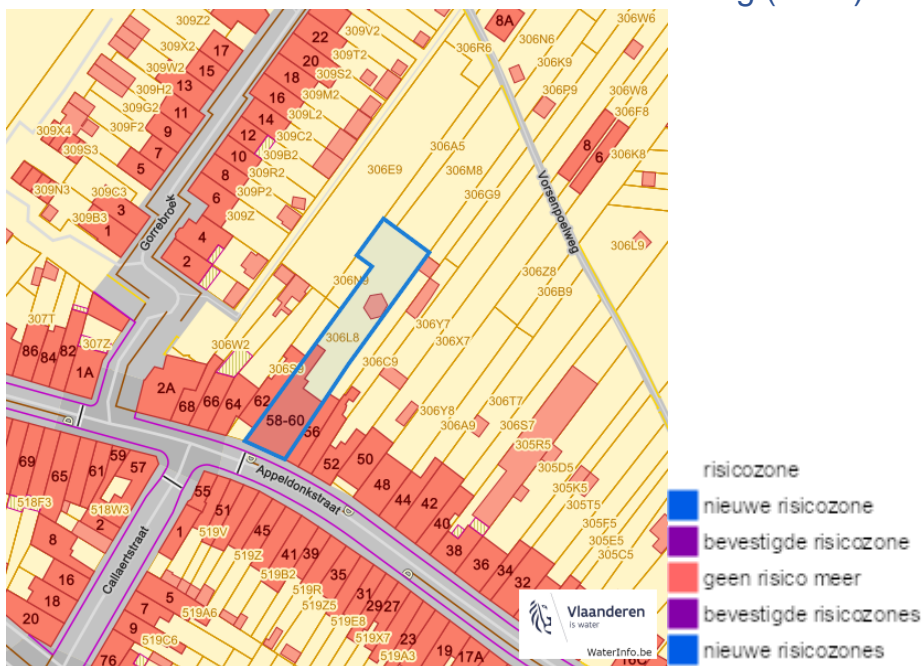 22
309V2
309Z2
309X2
17
20
309T2
309W2
15
18
309S2
309H2
13
16
309M2
309G2
11
14
309L2
309X4
309F2
9
12
309C2
309S3
7
10
309B2
5
8
309R2
309N3
309C3
6
309P2
309B3
3
1
309Z
4
2
Gorrebroek
8A
306W6
306R6
306N6
306K9
306P9
306W8
306F8
8
6
306K8
306A5
306E9
306M8
306G9
Vorsenpoelweg
306L9
306Z8
306B9
306N9
306L8
306Y7
306X7
306C9
306W2
306S9
307T
307Z
86
84
82
1A
2A
68
66
64
62
58-60
56
52
50
48
44
42
40
38
36
34
32
306Y8
306A9
306T7
306S7
305R5
305D5
305K5
305T5
305F5
305E5
305C5
D
D
D
D
Appeldonkstraat
69
65
61
59
57
518F3
518W3
2
8
16
18
20
Callaertstraat
55
51
519V
1
45
519Z
41
39
519B2
519R
35
519Z5
31
29
27
519E8
519X7
23
519A3
19
17A
16C
5
7
519A6
9
519C6
76
Vlaanderen
is water
WaterInfo.be
risicozone
nieuwe risicozone
bevestigde risicozone
geen risico meer
bevestigde risicozones
nieuwe risicozones